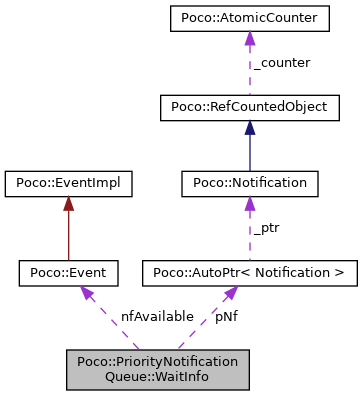 Poco::AtomicCounter
_counter
Poco::RefCountedObject
Poco::EventImpl
Poco::Notification
_ptr
Poco::Event
Poco::AutoPtr< Notification >
nfAvailable
pNf
Poco::PriorityNotification
Queue::WaitInfo